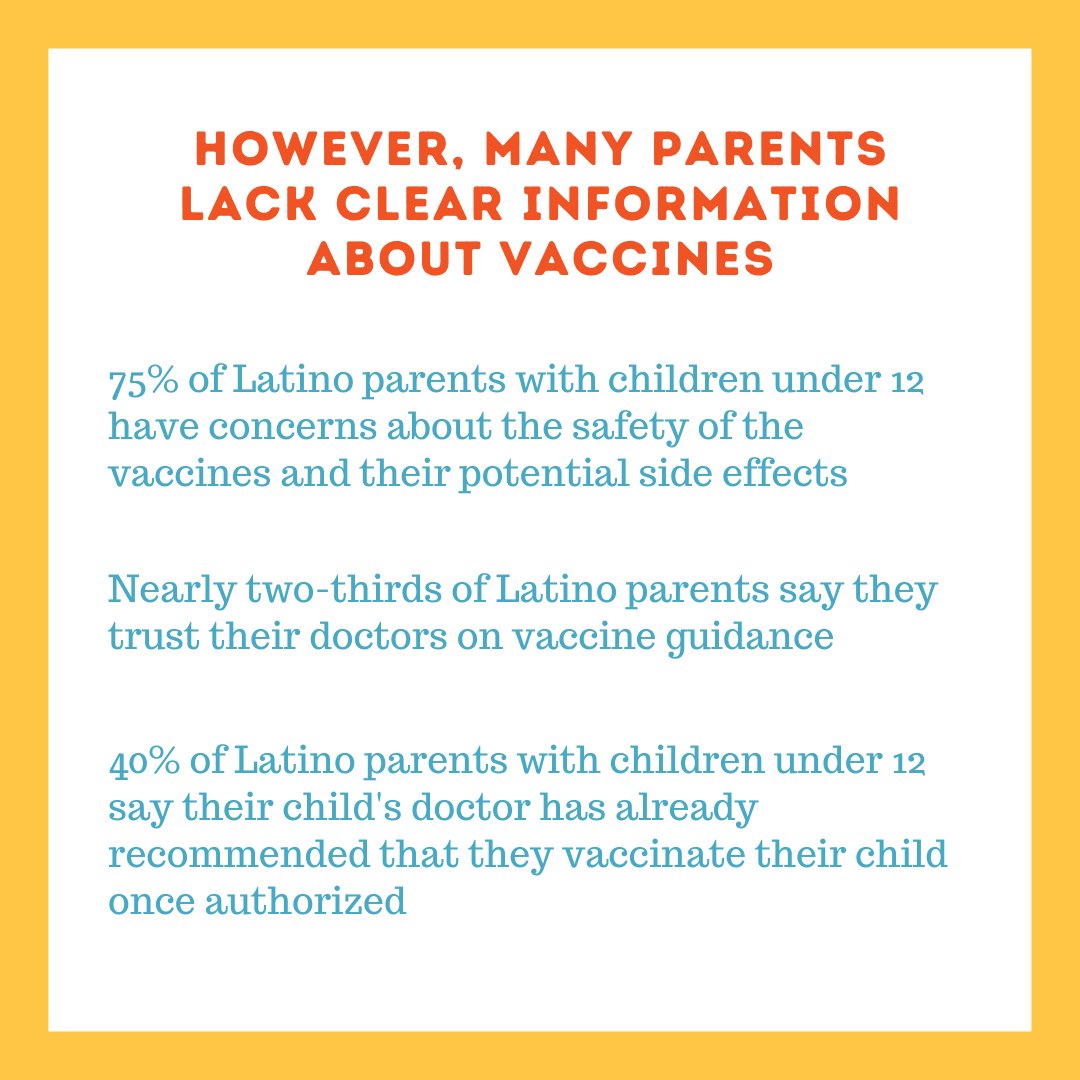 HOWEVER, MANY PARENTS
LACK CLEAR INFORMATION
ABOUT VACCINES
75% of Latino parents with children under 12
have concerns about the safety of the
vaccines and their potential side effects
Nearly two-thirds of Latino parents say they
trust their doctors on vaccine guidance
40% of Latino parents with children under 12
say their child's doctor has already
recommended that they vaccinate their child
once authorized